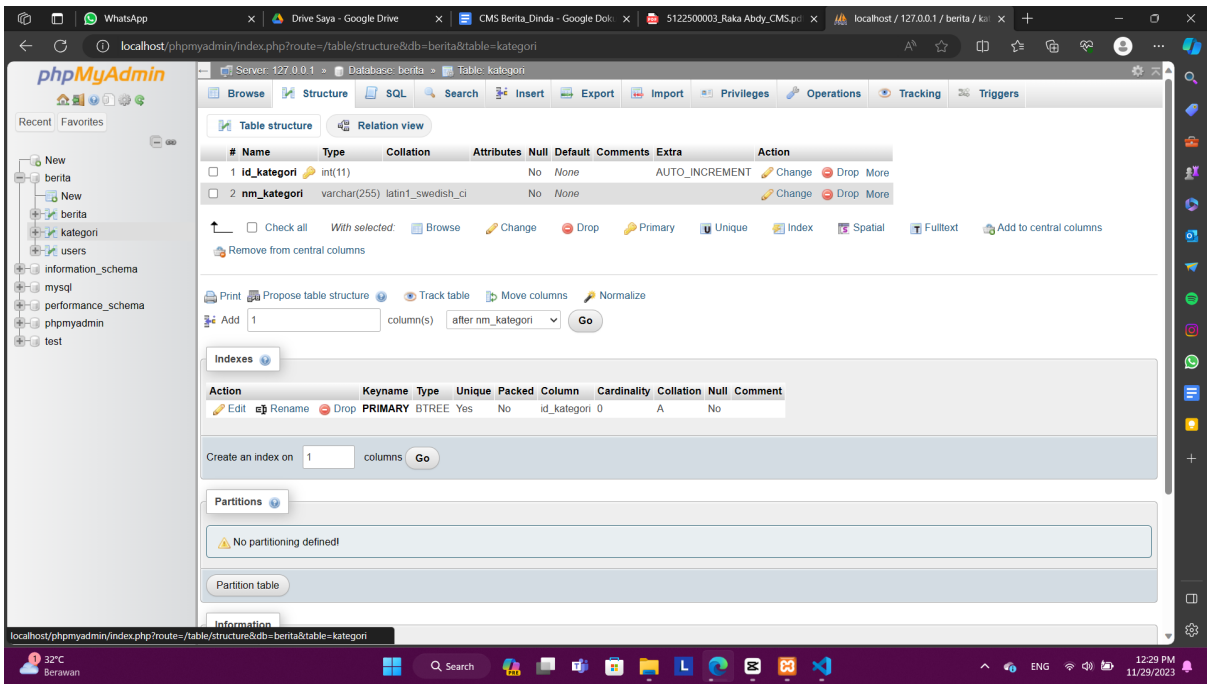 WhatsApp
Drive Saya - Google Drive
CMS Berita_Dinda - Google Doku
5122500003_Raka Abdy_CMS.pd
localhost / 127.0.0.1 / berita / kat
localhost/phpmyadmin/index.php?route=/table/structure&db=berita&table=kategori
phpMyAdmin
Recent Favorites
New
berita
New
berita
kategori
users
information_schema
mysql
performance_schema
phpmyadmin
test
Server: 127.0.0.1 » Database: berita » Table: kategori
Browse Structure SQL Search Insert Export Import Privileges Operations Tracking Triggers
Table structure Relation view
# Name Type Collation Attributes Null Default Comments Extra Action
1 id_kategori int(11) No None AUTO_INCREMENT Change Drop More
2 nm_kategori varchar(255) latin1_swedish_ci No None Change Drop More
Check all With selected: Browse Change Drop Primary Unique Index Spatial Fulltext Add to central columns
Remove from central columns
Print Propose table structure Track table Move columns Normalize
Add 1 column(s) after nm_kategori Go
Indexes
Action Keyname Type Unique Packed Column Cardinality Collation Null Comment
Edit Rename Drop PRIMARY BTREE Yes No id_kategori 0 A No
Create an index on 1 columns Go
Partitions
No partitioning defined!
Partition table
Information
localhost/phpmyadmin/index.php?route=/table/structure&db=berita&table=kategori
1
32°C
Berawan
Search
ENG
12:29 PM
11/29/2023